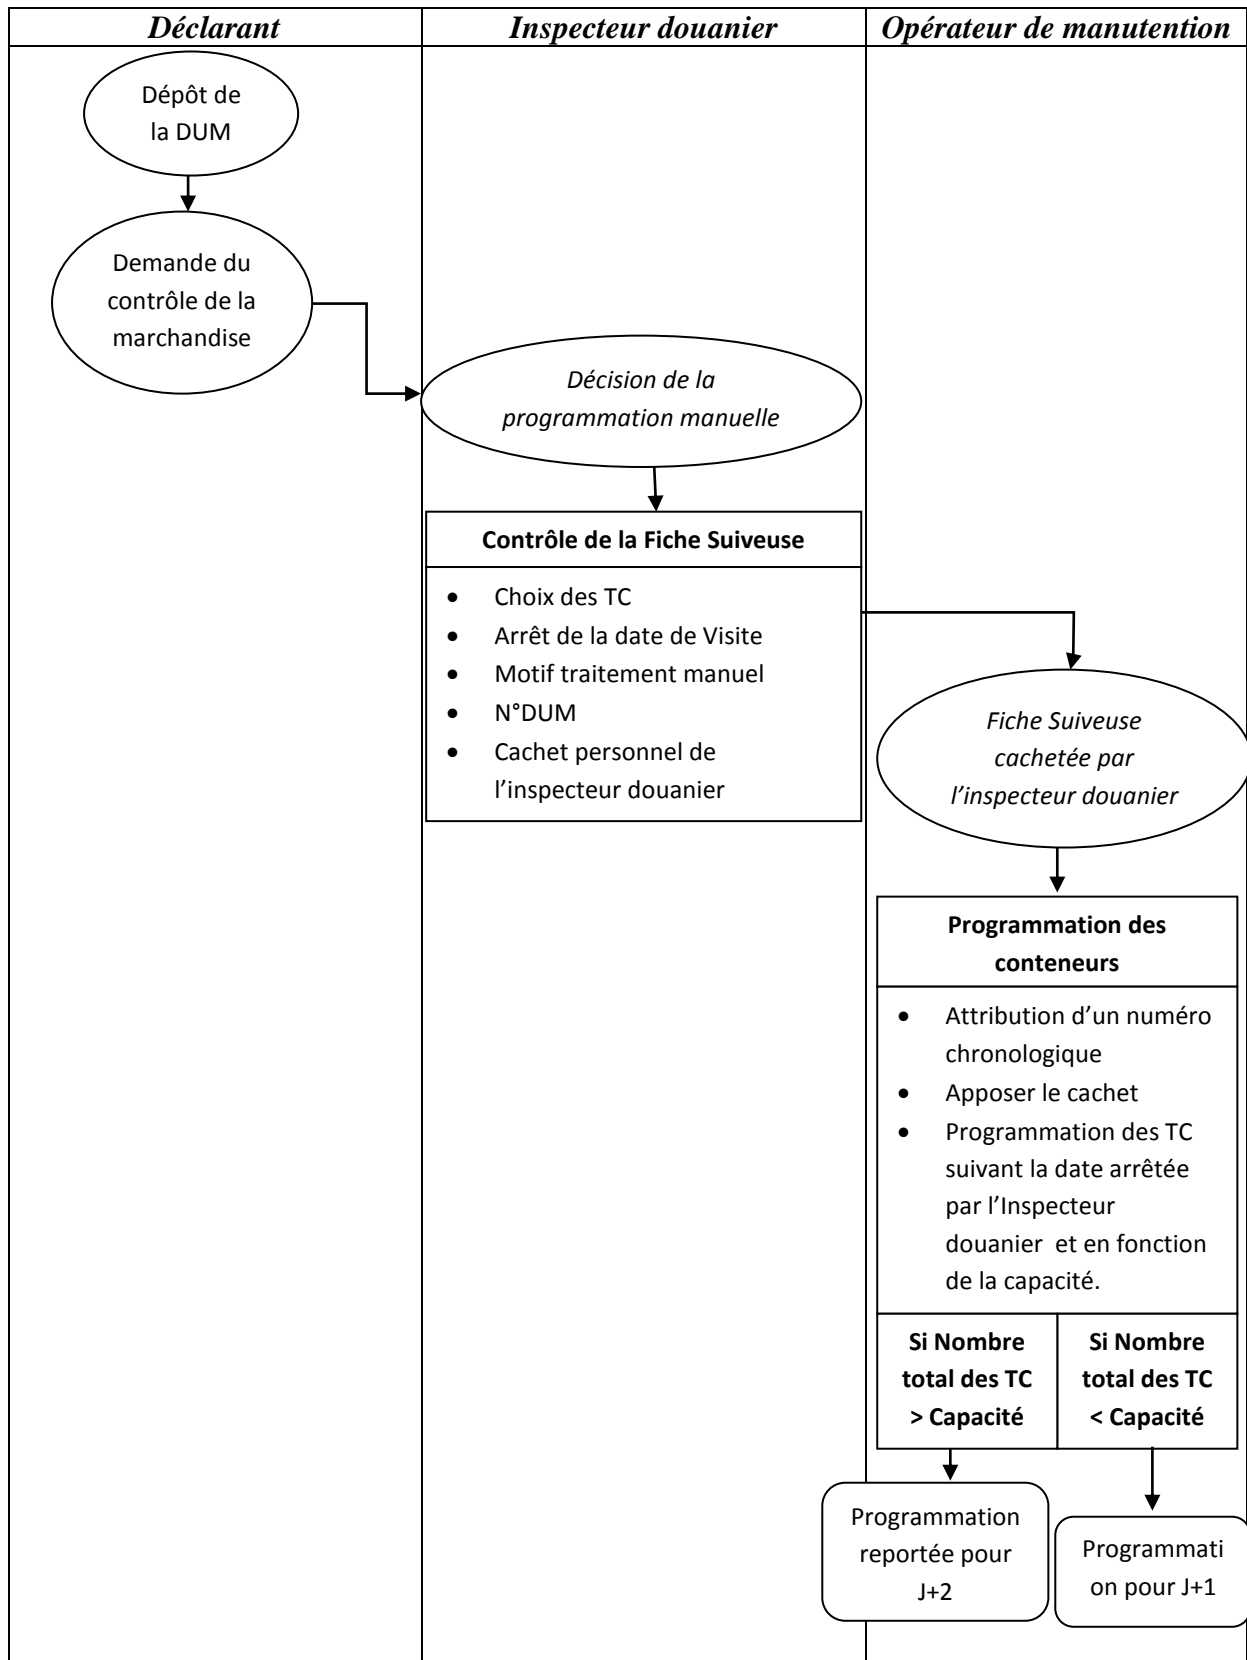 Déclarant
Inspecteur douanier
Opérateur de manutention
Dépôt de
la DUM
Demande du
contrôle de la
marchandise
Décision de la
programmation manuelle
Contrôle de la Fiche Suiveuse
• Choix des TC
• Arrêt de la date de Visite
• Motif traitement manuel
• N°DUM
• Cachet personnel de
l’inspecteur douanier
Fiche Suiveuse
cachetée par
l’inspecteur douanier
Programmation des
conteneurs
• Attribution d’un numéro
chronologique
• Apposer le cachet
• Programmation des TC
suivant la date arrêtée
par l’Inspecteur
douanier et en fonction
de la capacité.
Si Nombre
total des TC
> Capacité
Si Nombre
total des TC
< Capacité
Programmation
reportée pour
J+2
Programmati
on pour J+1